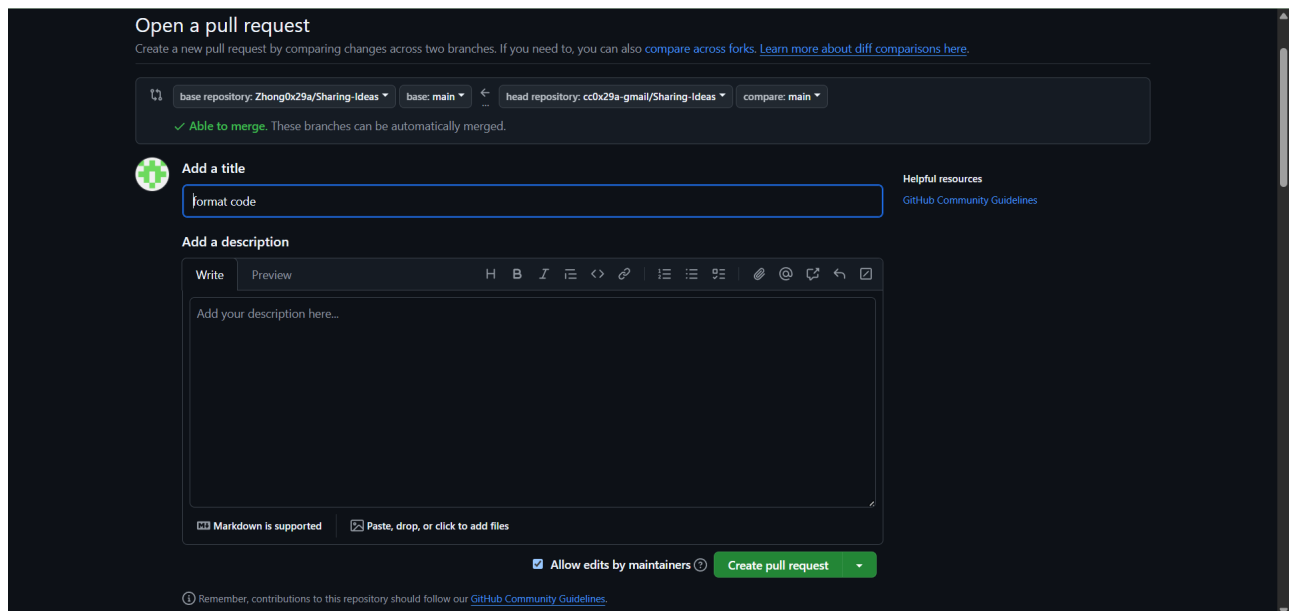 Open a pull request
Create a new pull request by comparing changes across two branches. If you need to, you can also compare across forks. Learn more about diff comparisons here.
base repository: Zhong0x29a/Sharing-Ideas base: main ← ... head repository: cc0x29a-gmail/Sharing-Ideas compare: main
✓ Able to merge. These branches can be automatically merged.
Add a title
Helpful resources
format code
GitHub Community Guidelines
Add a description
Write Preview
Add your description here...
Markdown is supported Paste, drop, or click to add files
Allow edits by maintainers Create pull request
Remember, contributions to this repository should follow our GitHub Community Guidelines.